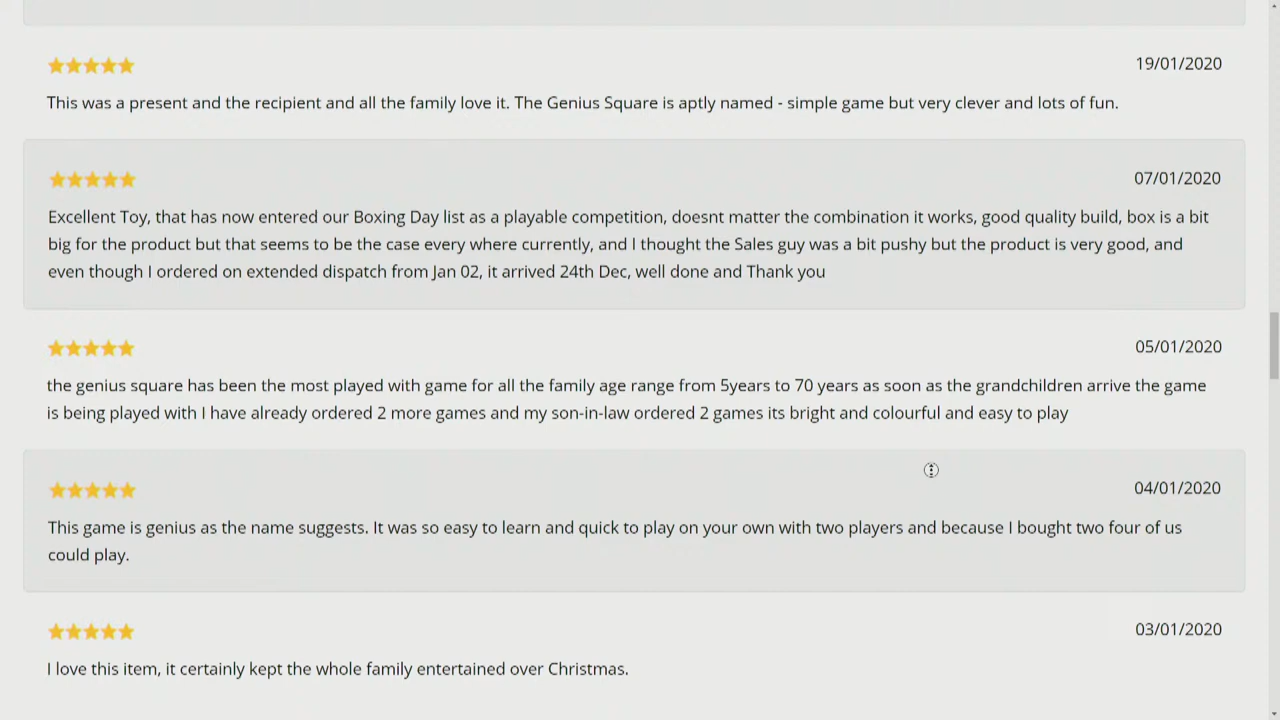 19/01/2020
This was a present and the recipient and all the family love it. The Genius Square is aptly named - simple game but very clever and lots of fun.
07/01/2020
Excellent Toy, that has now entered our Boxing Day list as a playable competition, doesnt matter the combination it works, good quality build, box is a bit
big for the product but that seems to be the case every where currently, and I thought the Sales guy was a bit pushy but the product is very good, and
even though I ordered on extended dispatch from Jan 02, it arrived 24th Dec, well done and Thank you
05/01/2020
the genius square has been the most played with game for all the family age range from 5years to 70 years as soon as the grandchildren arrive the game
is being played with I have already ordered 2 more games and my son-in-law ordered 2 games its bright and colourful and easy to play
04/01/2020
This game is genius as the name suggests. It was so easy to learn and quick to play on your own with two players and because I bought two four of us
could play.
03/01/2020
I love this item, it certainly kept the whole family entertained over Christmas.